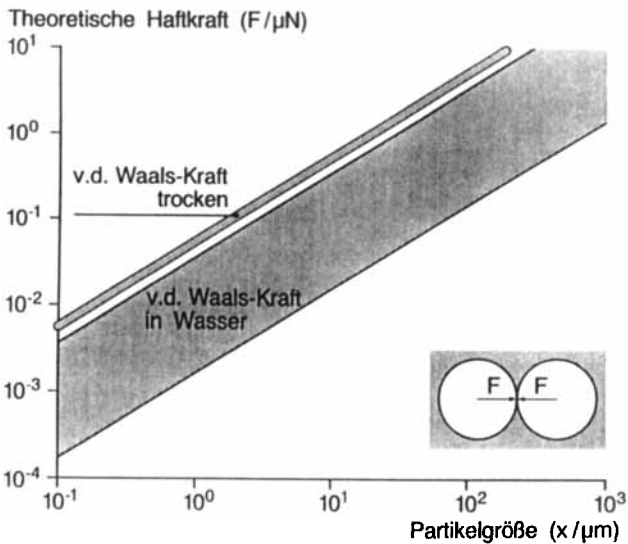 Theoretische Haftkraft (F/µN)
10¹
10⁰
10⁻¹
10⁻²
10⁻³
10⁻⁴
v.d. Waals-Kraft
trocken
v.d. Waals-Kraft
in Wasser
F F
10⁻¹ 10⁰ 10¹ 10² 10³
Partikelgröße (x/µm)